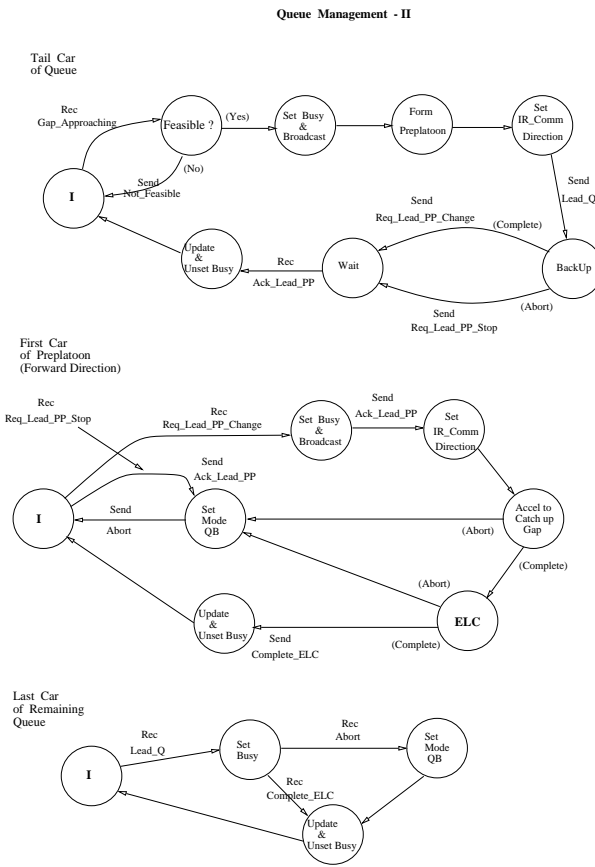 Queue Management - II
Tail Car
of Queue
Rec
Gap_Approaching
Feasible ?
(Yes)
Set Busy
&
Broadcast
Form
Preplatoon
Set
IR_Comm
Direction
(No)
Send
Not_Feasible
I
Send
Lead_Q
Send
Req_Lead_PP_Change
(Complete)
Update
&
Unset Busy
Rec
Ack_Lead_PP
Wait
BackUp
(Abort)
Send
Req_Lead_PP_Stop
First Car
of Preplatoon
(Forward Direction)
Rec
Req_Lead_PP_Stop
Rec
Req_Lead_PP_Change
Set Busy
&
Broadcast
Send
Ack_Lead_PP
Set
IR_Comm
Direction
Send
Ack_Lead_PP
I
Send
Abort
Set
Mode
QB
Accel to
Catch up
Gap
(Abort)
(Complete)
(Abort)
Update
&
Unset Busy
Send
Complete_ELC
(Complete)
ELC
Last Car
of Remaining
Queue
Rec
Lead_Q
Set
Busy
Rec
Abort
Set
Mode
QB
I
Rec
Complete_ELC
Update
&
Unset Busy